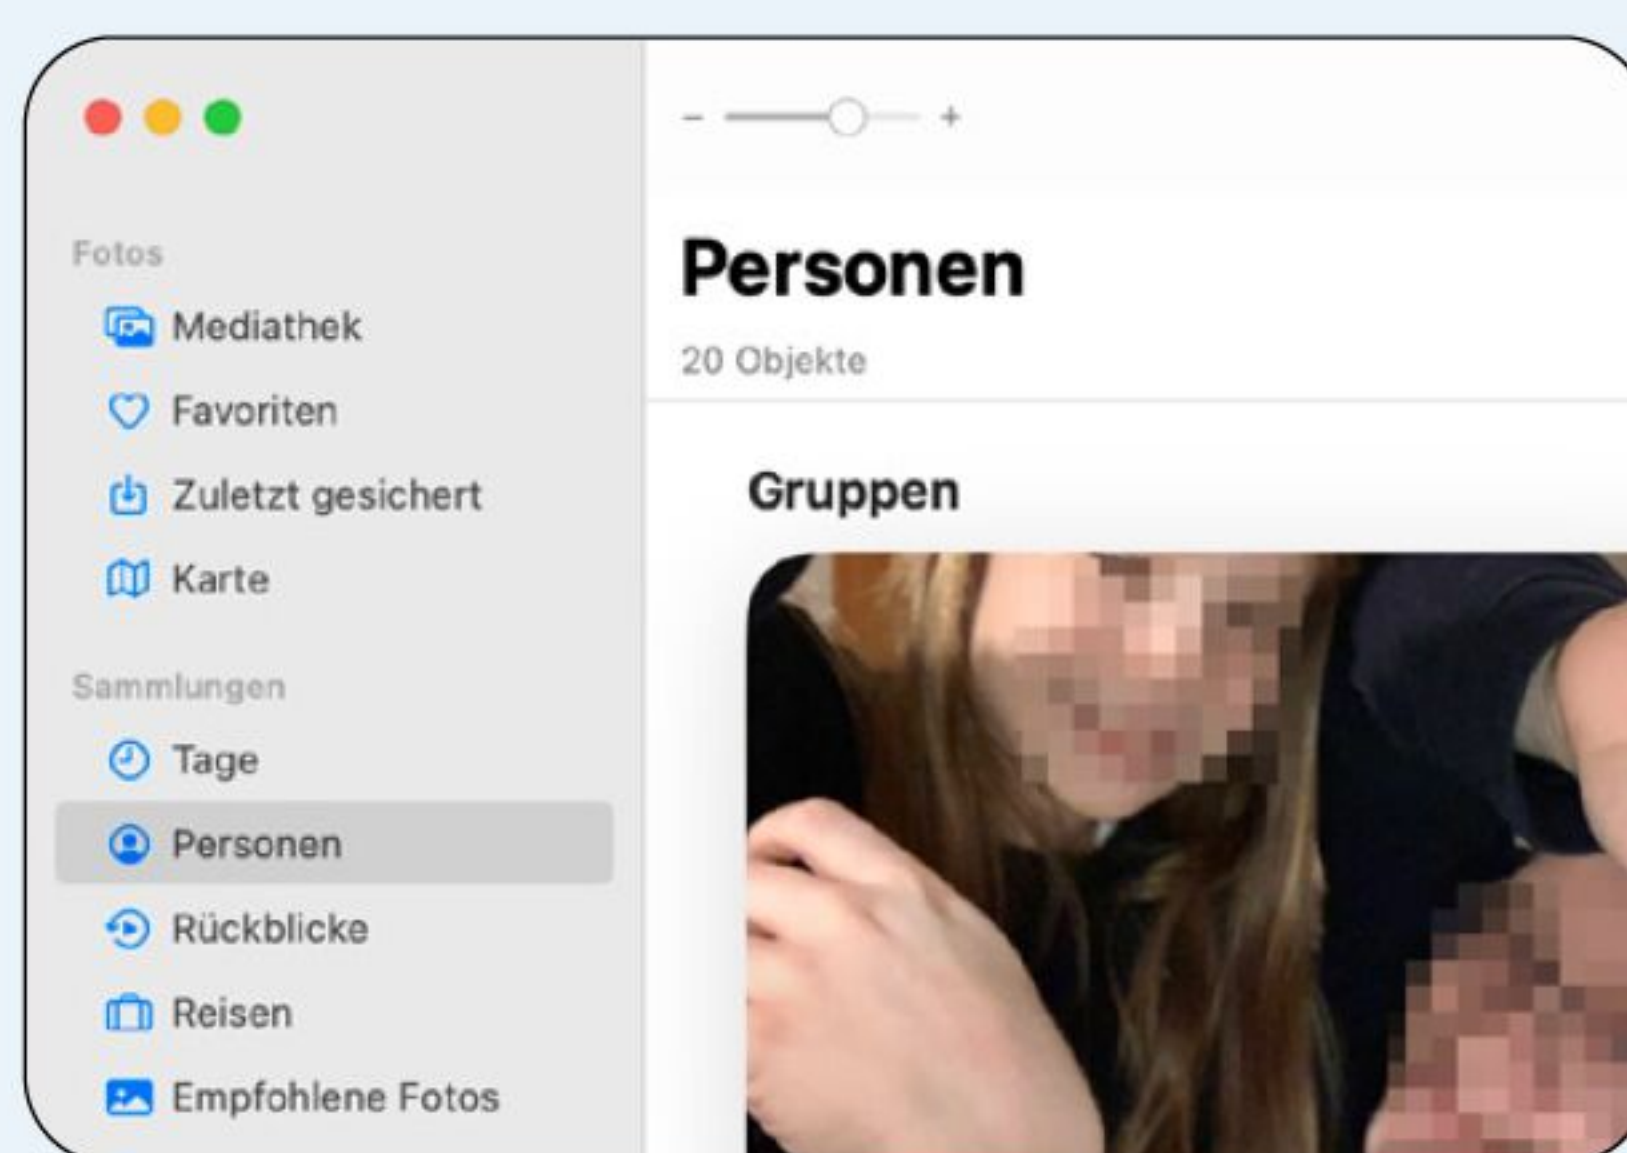 Fotos
Mediathek
Favoriten
Zuletzt gesichert
Karte
Sammlungen
Tage
Personen
Rückblicke
Reisen
Empfohlene Fotos
Personen
20 Objekte
Gruppen